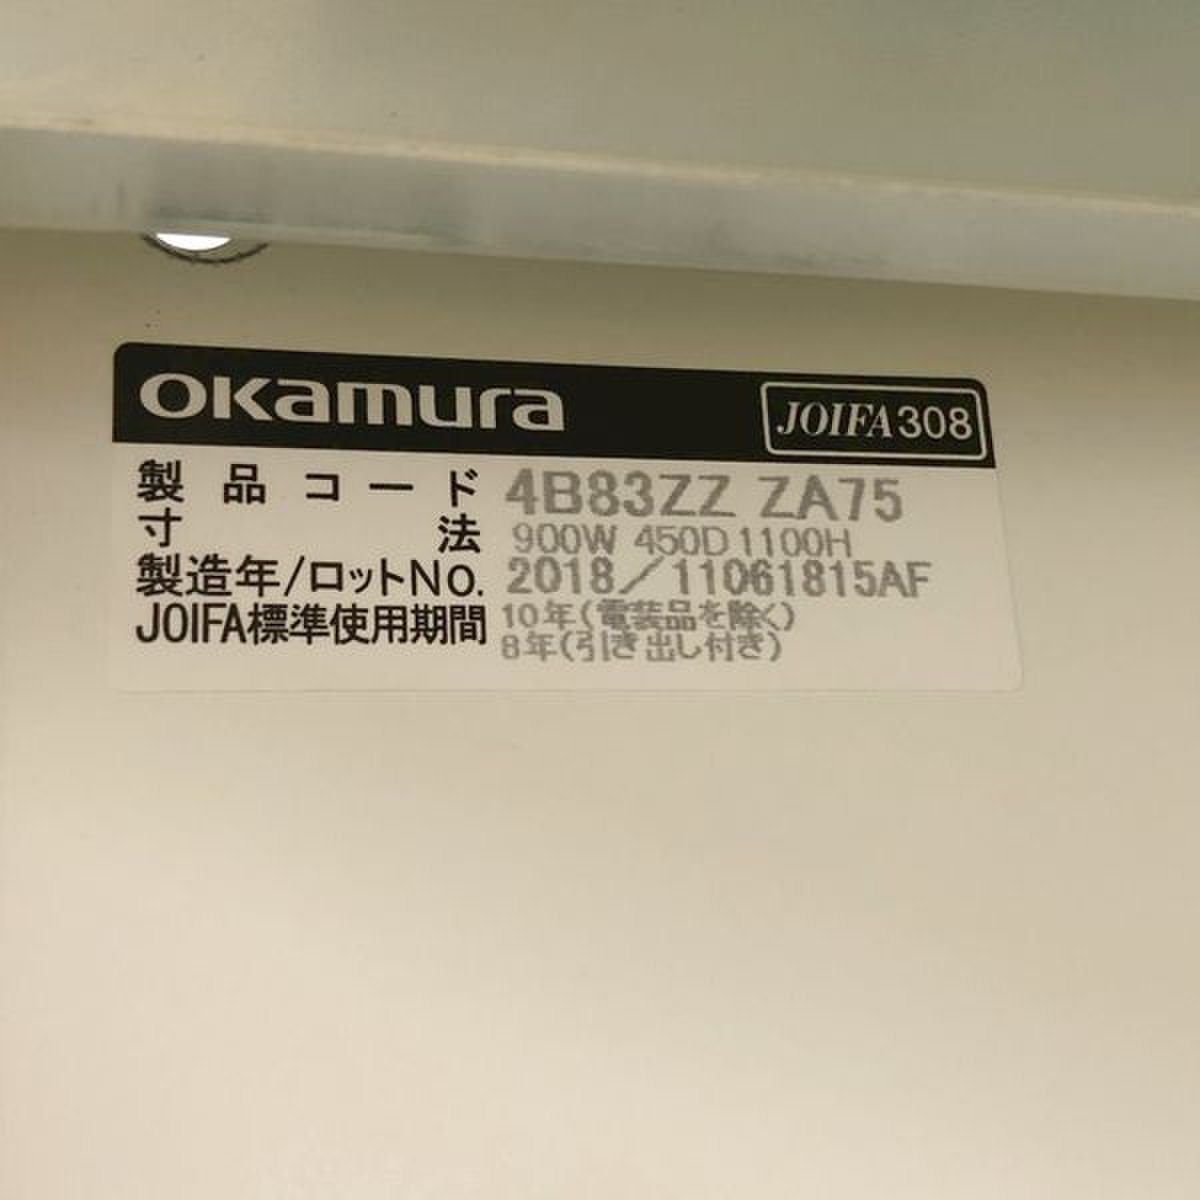 OKamura JOIFA308
製品コード 4B83ZZ ZA75
寸法 900W 450D 1100H
製造年/ロットNo. 2018/11061815AF
JOIFA標準使用期間 10年(電装品を除く)
8年(引き出し付き)